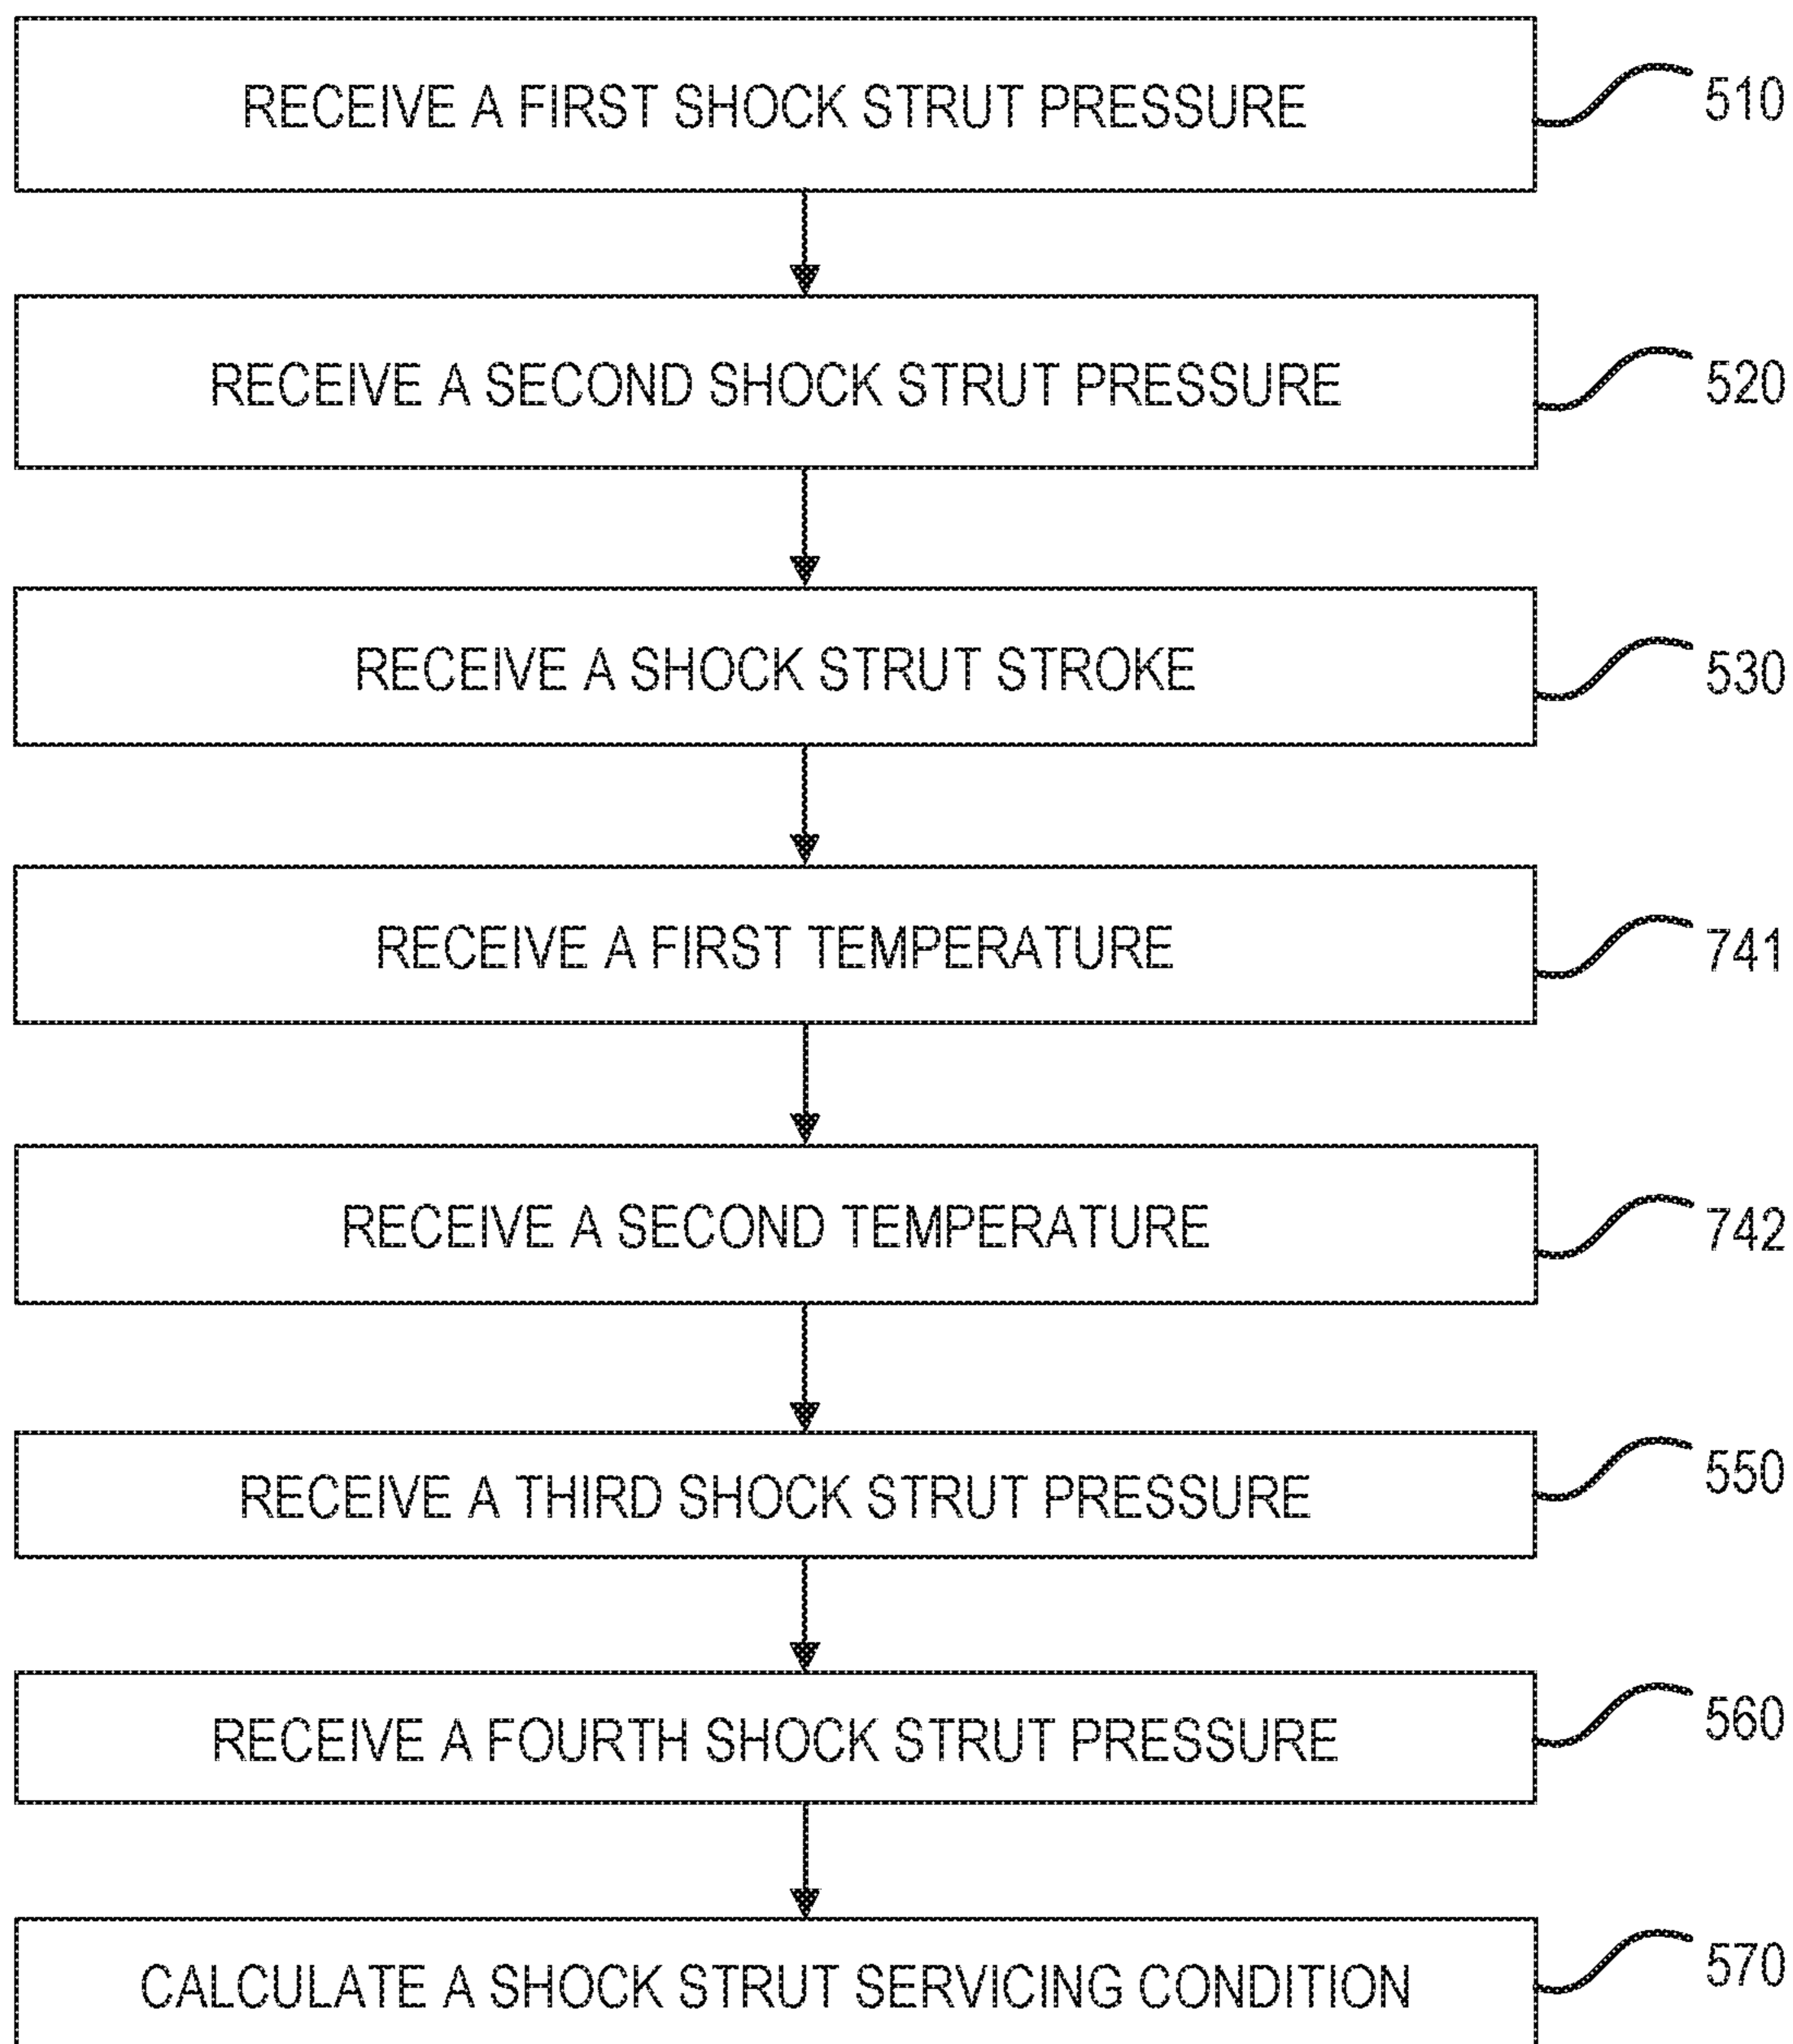 RECEIVE A FIRST SHOCK STRUT PRESSURE 510
RECEIVE A SECOND SHOCK STRUT PRESSURE 520
RECEIVE A SHOCK STRUT STROKE 530
RECEIVE A FIRST TEMPERATURE 741
RECEIVE A SECOND TEMPERATURE 742
RECEIVE A THIRD SHOCK STRUT PRESSURE 550
RECEIVE A FOURTH SHOCK STRUT PRESSURE 560
CALCULATE A SHOCK STRUT SERVICING CONDITION 570